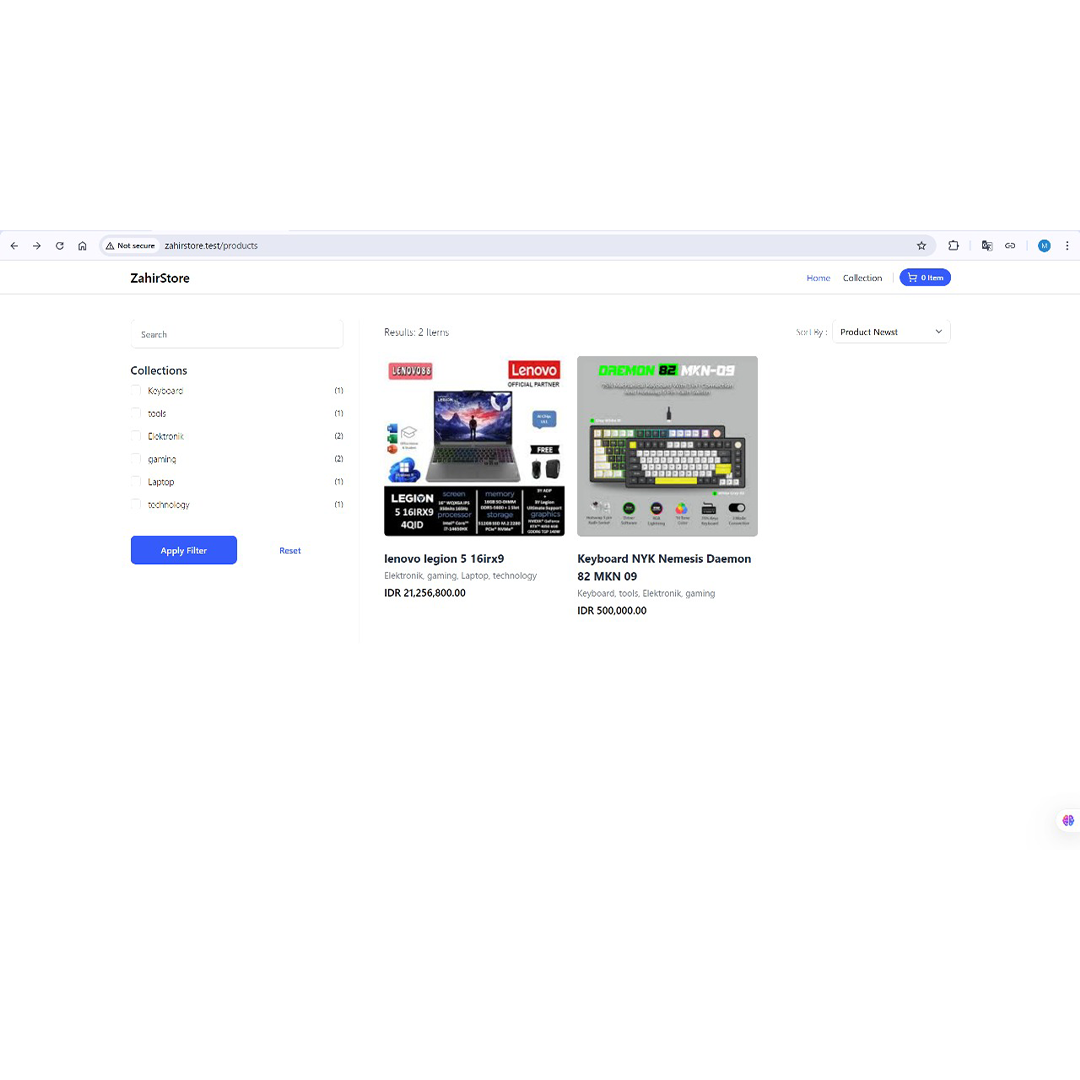 Not secure
zahirstore.test/products
M
ZahirStore
Home
Collection
0 Item
Search
Collections
Keyboard (1)
tools (1)
Elektronik (2)
gaming (2)
Laptop (1)
technology (1)
Apply Filter
Reset
Results: 2 Items
Sort By :
Product Newst
LENOVO88
Lenovo
OFFICIAL PARTNER
LEGION
FREE
LEGION
5 16IRX9
4QID
screen
processor
memory
storage
graphics
lenovo legion 5 16irx9
Elektronik, gaming, Laptop, technology
IDR 21,256,800.00
DAEMON 82 MKN-09
Keyboard NYK Nemesis Daemon
82 MKN 09
Keyboard, tools, Elektronik, gaming
IDR 500,000.00